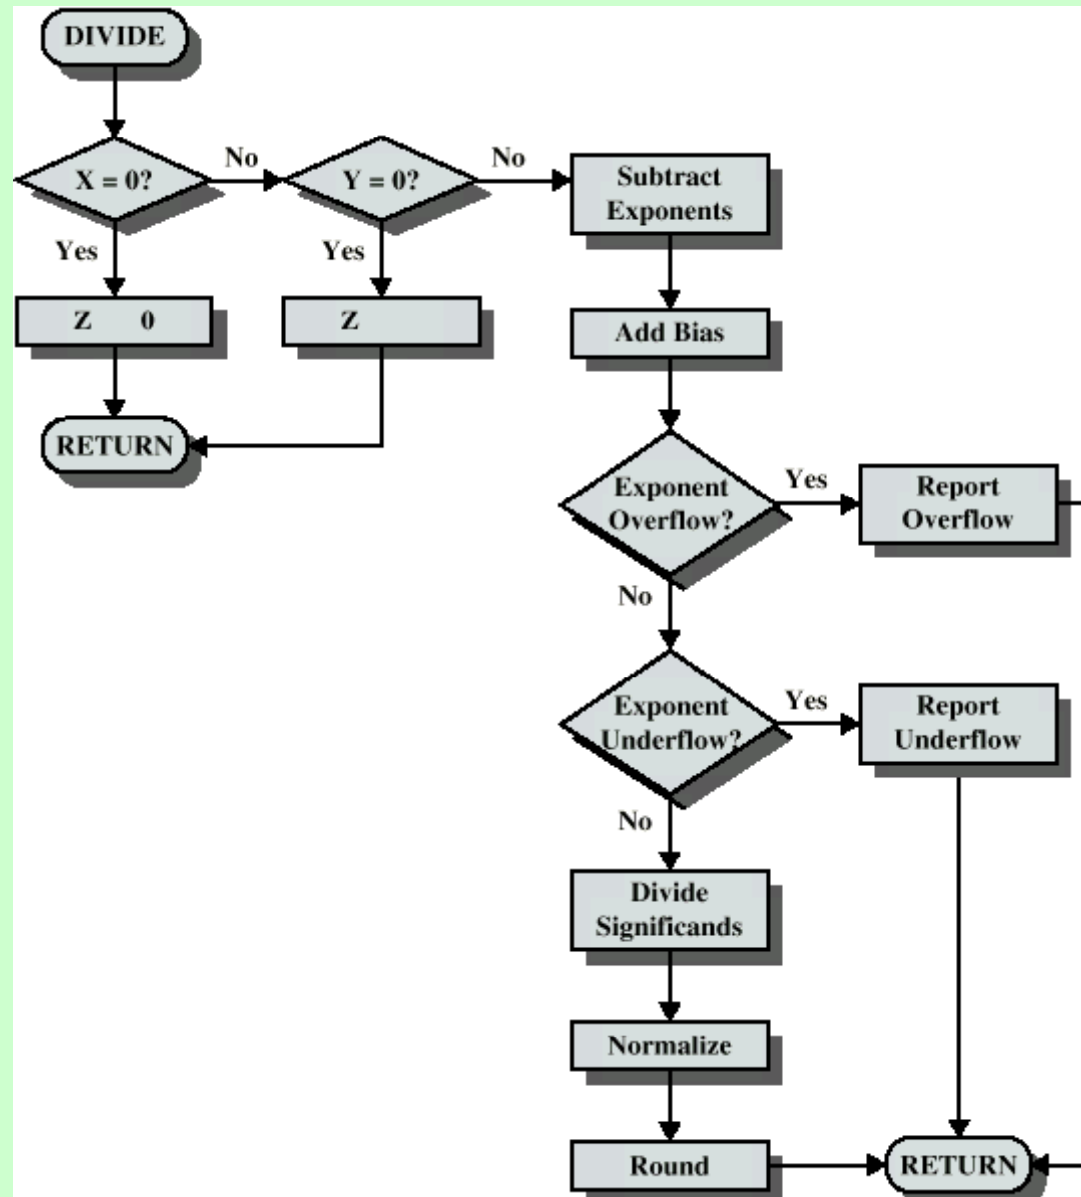 DIVIDE
X = 0?
No
Y = 0?
No
Subtract
Exponents
Yes
Yes
Z 0
Z
Add Bias
RETURN
Exponent
Overflow?
Yes
Report
Overflow
No
Exponent
Underflow?
Yes
Report
Underflow
No
Divide
Significands
Normalize
Round
RETURN